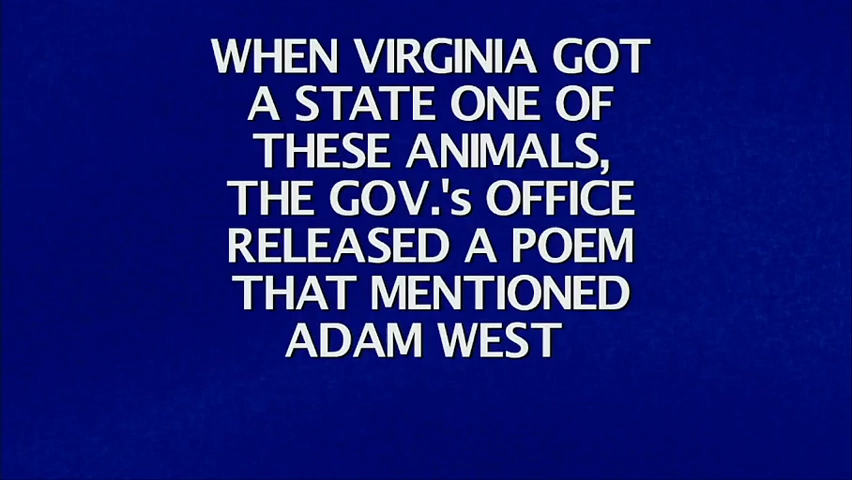 WHEN VIRGINIA GOT
A STATE ONE OF
THESE ANIMALS,
THE GOV.'s OFFICE
RELEASED A POEM
THAT MENTIONED
ADAM WEST